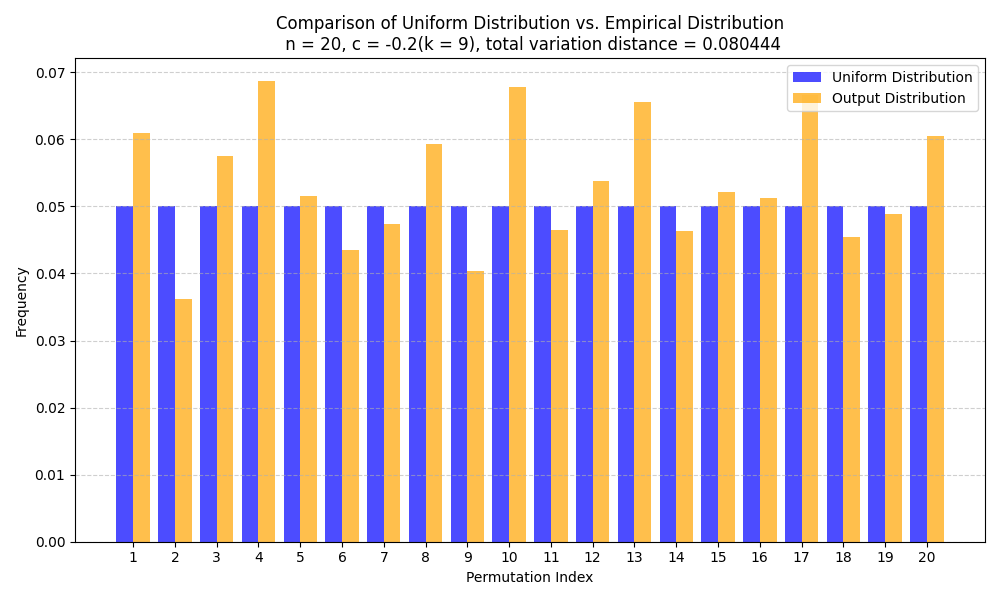 Comparison of Uniform Distribution vs. Empirical Distribution
n = 20, c = -0.2(k = 9), total variation distance = 0.080444
Uniform Distribution
Output Distribution
Frequency
0.07
0.06
0.05
0.04
0.03
0.02
0.01
0.00
1 2 3 4 5 6 7 8 9 10 11 12 13 14 15 16 17 18 19 20
Permutation Index